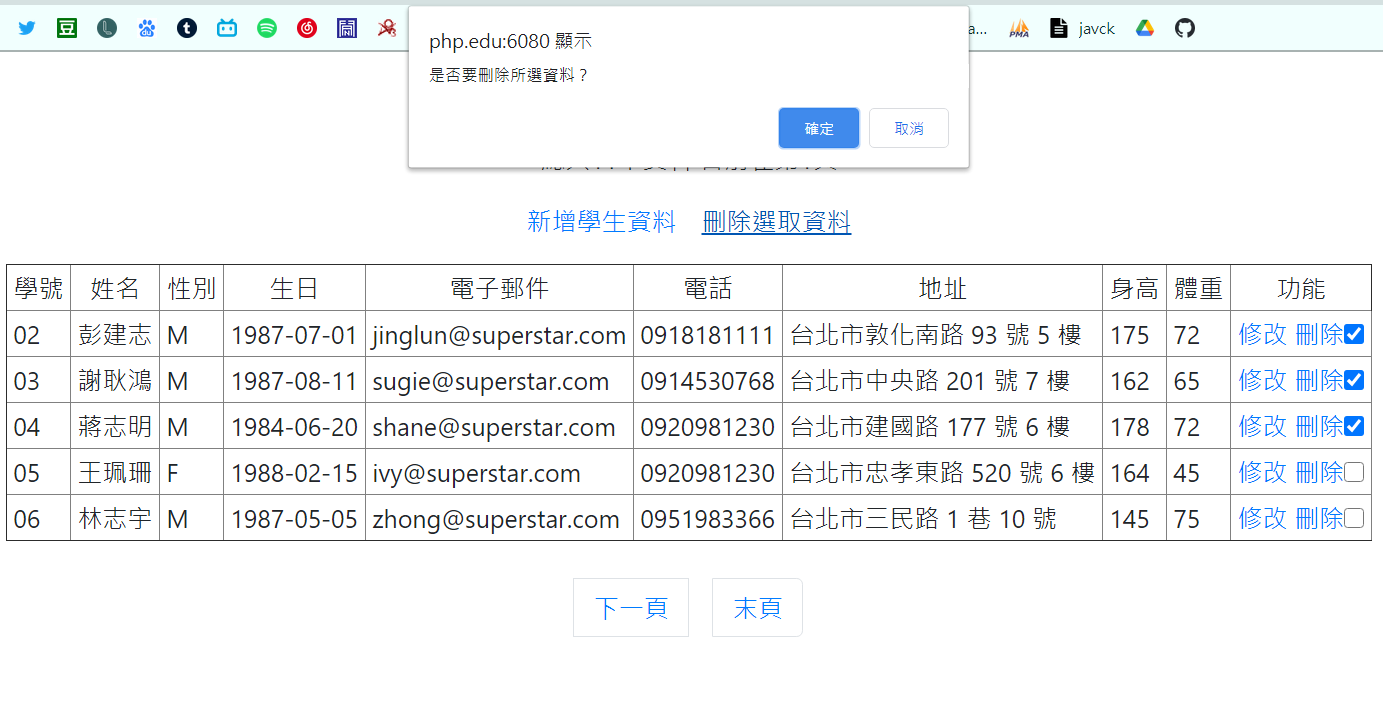 a... PMA javck
php.edu:6080 顯示
是否要刪除所選資料？
確定 取消
新增學生資料 刪除選取資料
學號 姓名 性別 生日 電子郵件 電話 地址 身高 體重 功能
02 彭建志 M 1987-07-01 jinglun@superstar.com 0918181111 台北市敦化南路 93 號 5 樓 175 72 修改 刪除
03 謝耿鴻 M 1987-08-11 sugie@superstar.com 0914530768 台北市中央路 201 號 7 樓 162 65 修改 刪除
04 蔣志明 M 1984-06-20 shane@superstar.com 0920981230 台北市建國路 177 號 6 樓 178 72 修改 刪除
05 王珮珊 F 1988-02-15 ivy@superstar.com 0920981230 台北市忠孝東路 520 號 6 樓 164 45 修改 刪除
06 林志宇 M 1987-05-05 zhong@superstar.com 0951983366 台北市三民路 1 巷 10 號 145 75 修改 刪除
下一頁 末頁